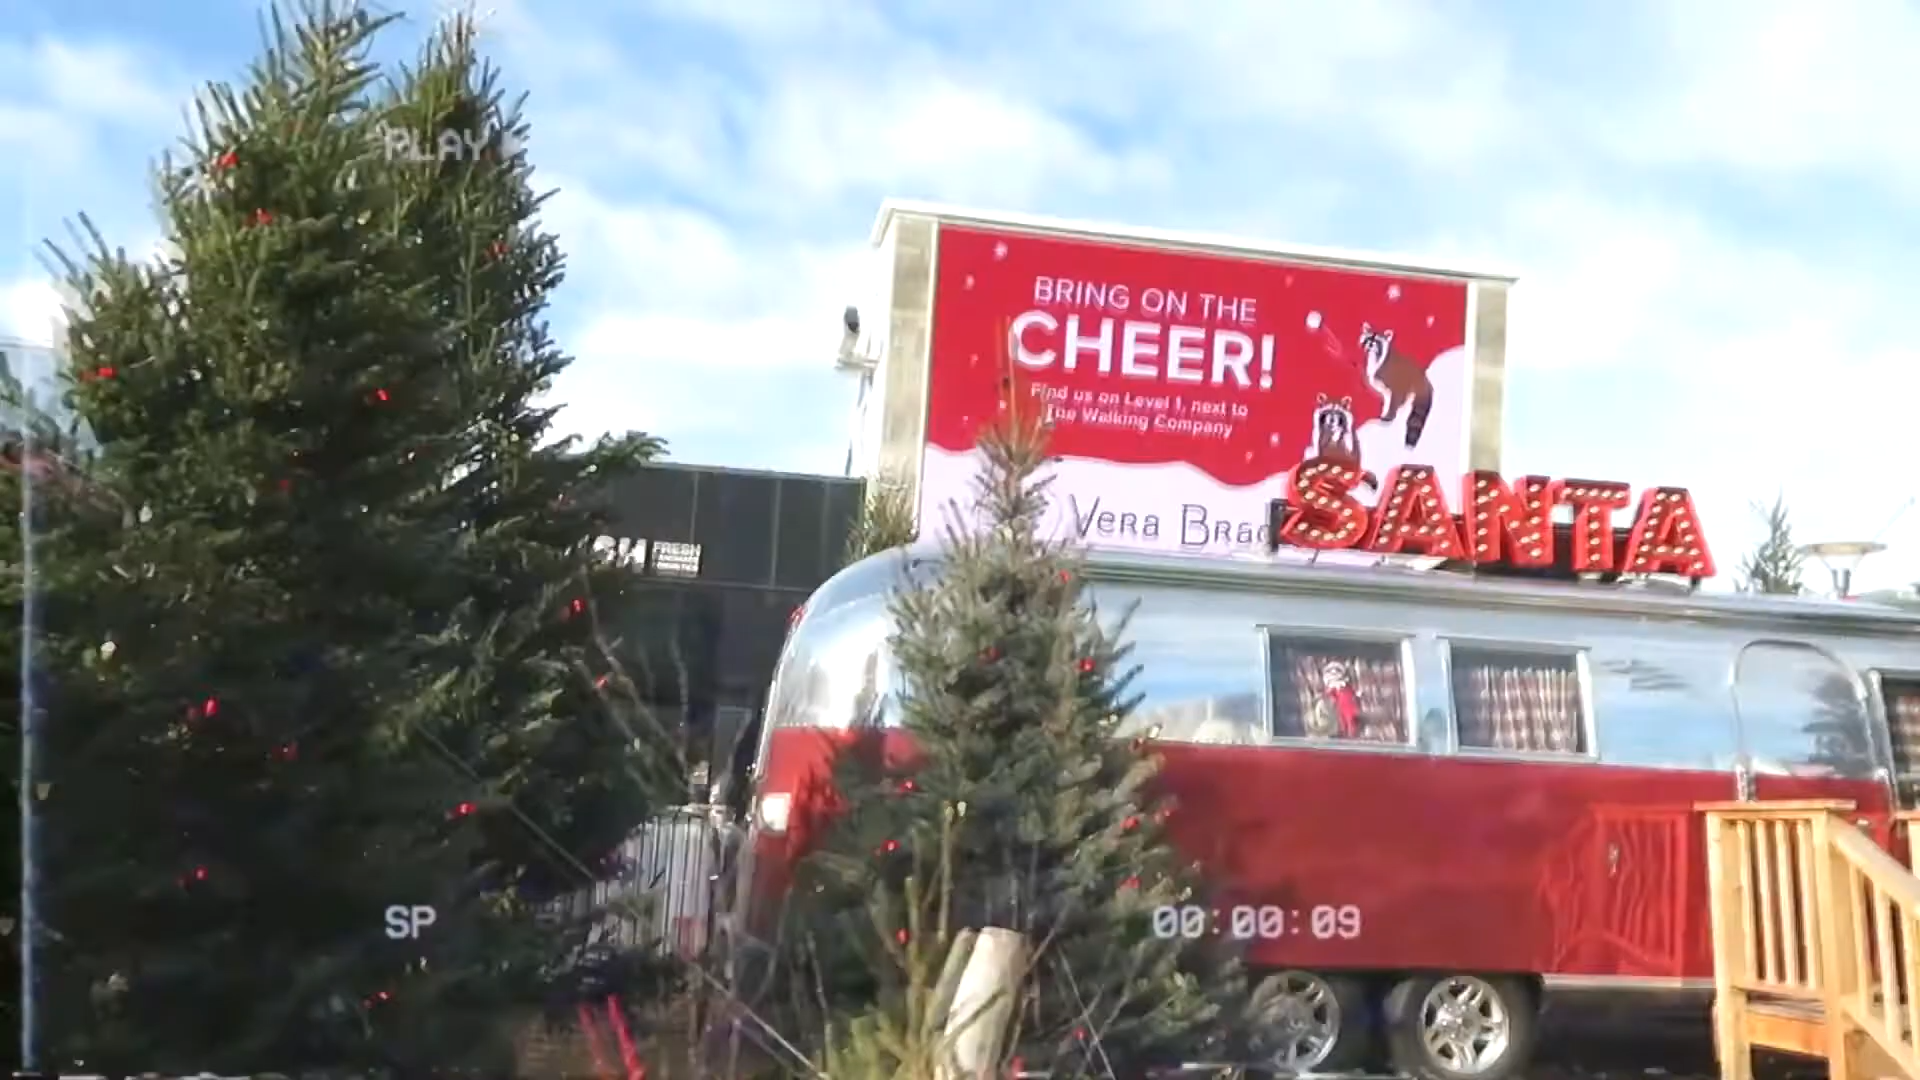 PLAY
BRING ON THE
CHEER!
Find us on Level 1, next to
The Walking Company
Vera Brad
SANTA
SH FRESH
SP
00:00:09